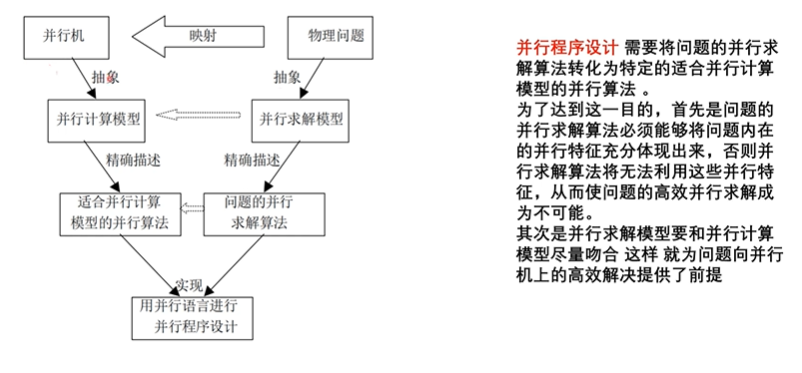 并行机
映射
物理问题
抽象
抽象
并行计算模型
并行求解模型
精确描述
精确描述
适合并行计算
模型的并行算法
问题的并行
求解算法
实现
用并行语言进行
并行程序设计
并行程序设计 需要将问题的并行求
解算法转化为特定的适合并行计算
模型的并行算法 。
为了达到这一目的，首先是问题的
并行求解算法必须能够将问题内在
的并行特征充分体现出来，否则并
行求解算法将无法利用这些并行特
征，从而使问题的高效并行求解成
为不可能。
其次是并行求解模型要和并行计算
模型尽量吻合 这样 就为问题向并行
机上的高效解决提供了前提